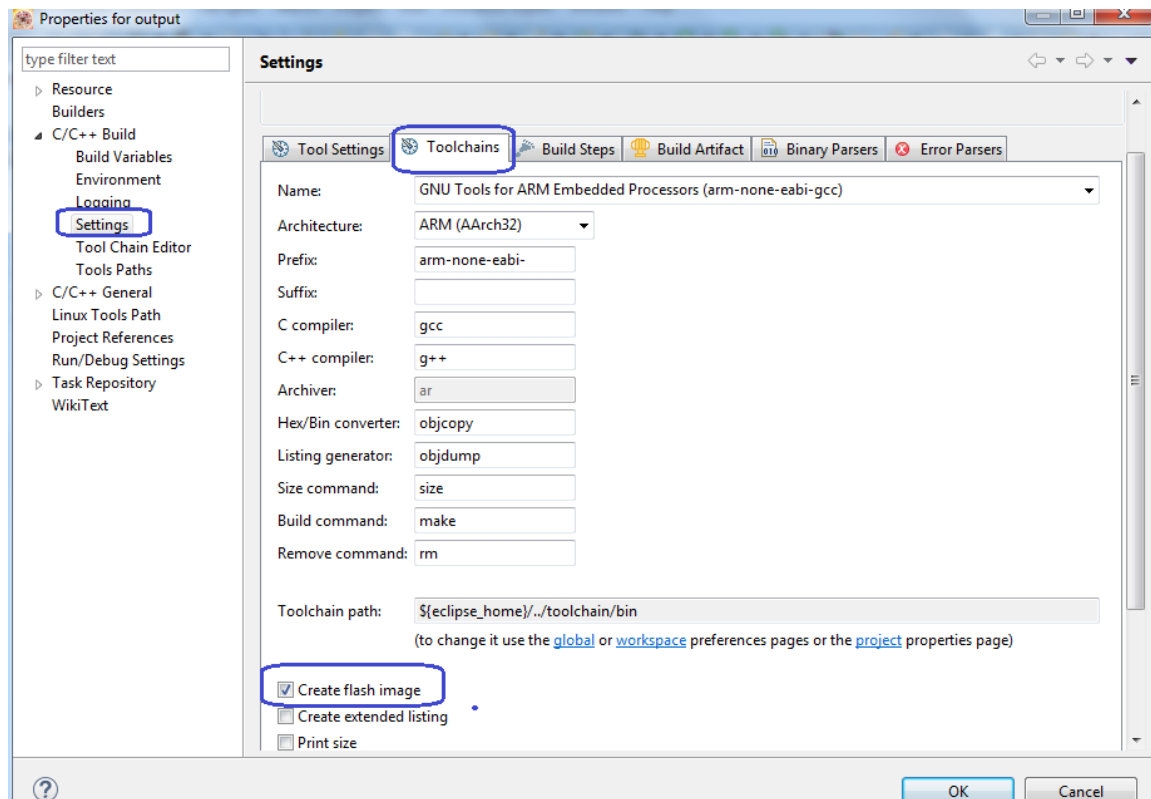 Properties for output
type filter text
Resource
Builders
C/C++ Build
Build Variables
Environment
Logging
Settings
Tool Chain Editor
Tools Paths
C/C++ General
Linux Tools Path
Project References
Run/Debug Settings
Task Repository
WikiText
Settings
Tool Settings Toolchains Build Steps Build Artifact Binary Parsers Error Parsers
Name: GNU Tools for ARM Embedded Processors (arm-none-eabi-gcc)
Architecture: ARM (AArch32)
Prefix: arm-none-eabi-
Suffix:
C compiler: gcc
C++ compiler: g++
Archiver: ar
Hex/Bin converter: objcopy
Listing generator: objdump
Size command: size
Build command: make
Remove command: rm
Toolchain path: ${eclipse_home}/../toolchain/bin
(to change it use the global or workspace preferences pages or the project properties page)
Create flash image
Create extended listing
Print size
OK Cancel